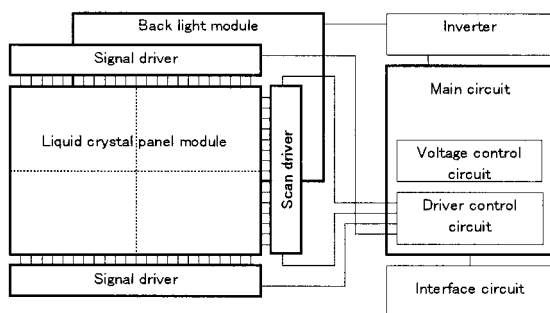 Back light module
Inverter
Signal driver
Main circuit
Liquid crystal panel module
Scan driver
Voltage control
circuit
Driver control
circuit
Signal driver
Interface circuit